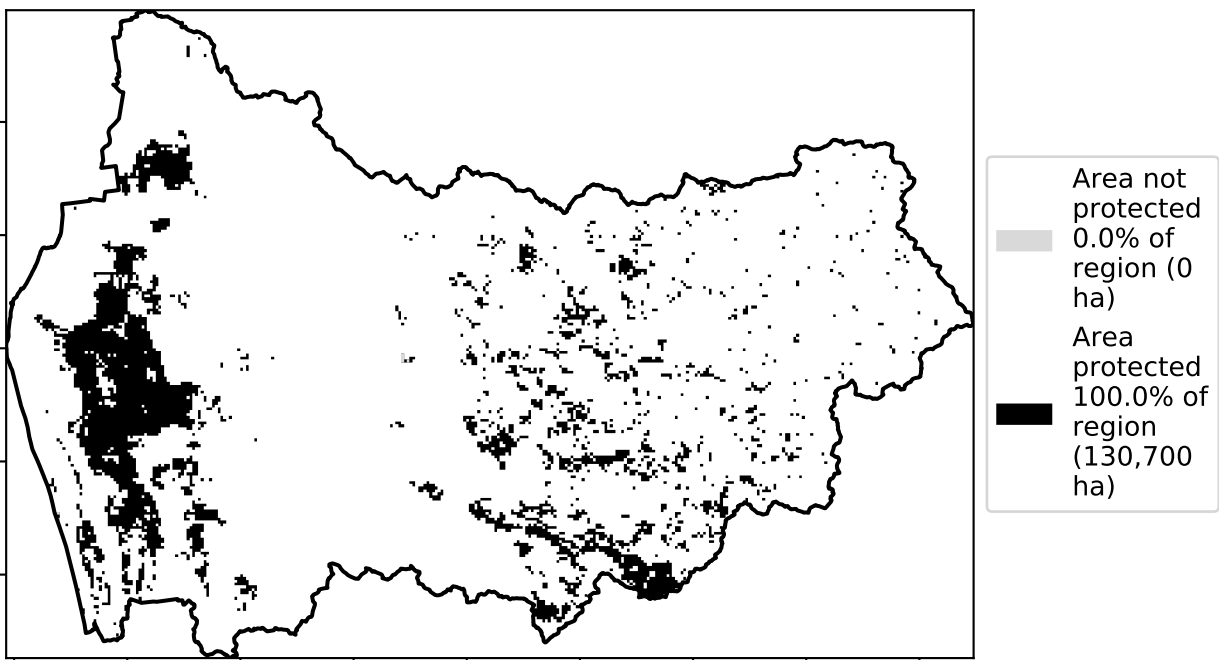 Area not
protected
0.0% of
region (0
ha)
Area
protected
100.0% of
region
(130,700
ha)